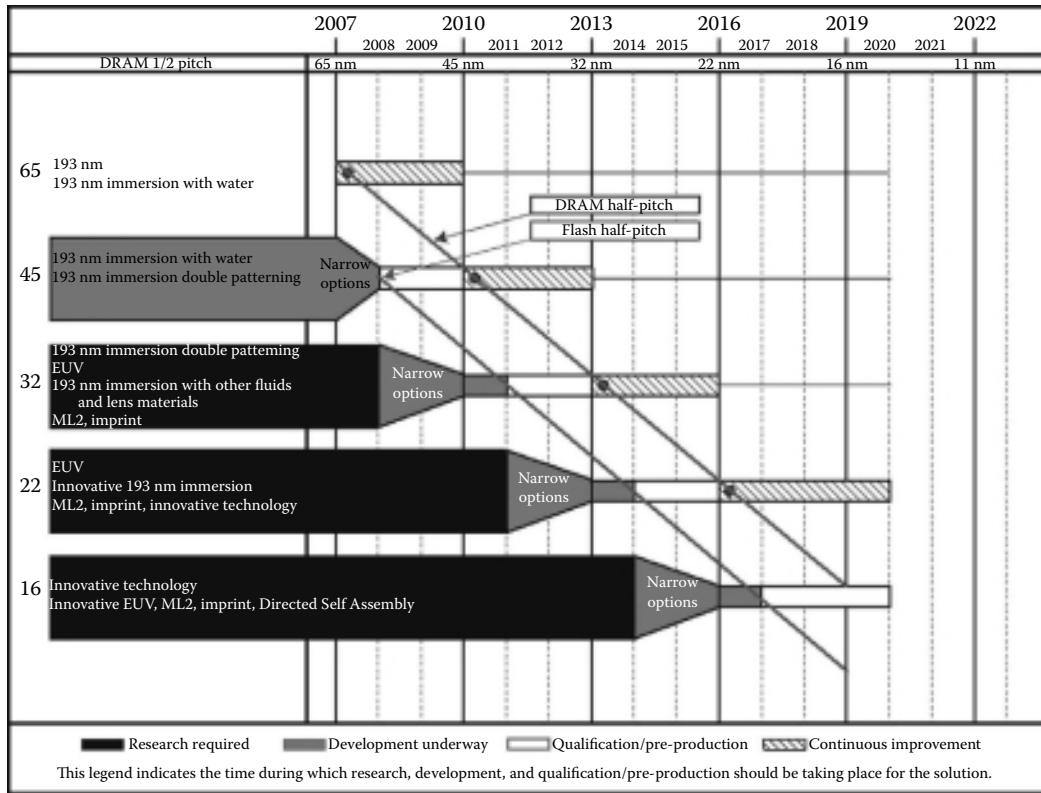 2007 2010 2013 2016 2019 2022
2008 2009 2011 2012 2014 2015 2017 2018 2020 2021
DRAM 1/2 pitch 65 nm 45 nm 32 nm 22 nm 16 nm 11 nm
65
193 nm
193 nm immersion with water
DRAM half-pitch
Flash half-pitch
45
193 nm immersion with water
193 nm immersion double patterning
Narrow
options
32
193 nm immersion double patteming
EUV
193 nm immersion with other fluids
and lens materials
ML2, imprint
Narrow
options
22
EUV
Innovative 193 nm immersion
ML2, imprint, innovative technology
Narrow
options
16
Innovative technology
Innovative EUV, ML2, imprint, Directed Self Assembly
Narrow
options
Research required Development underway Qualification/pre-production Continuous improvement
This legend indicates the time during which research, development, and qualification/pre-production should be taking place for the solution.